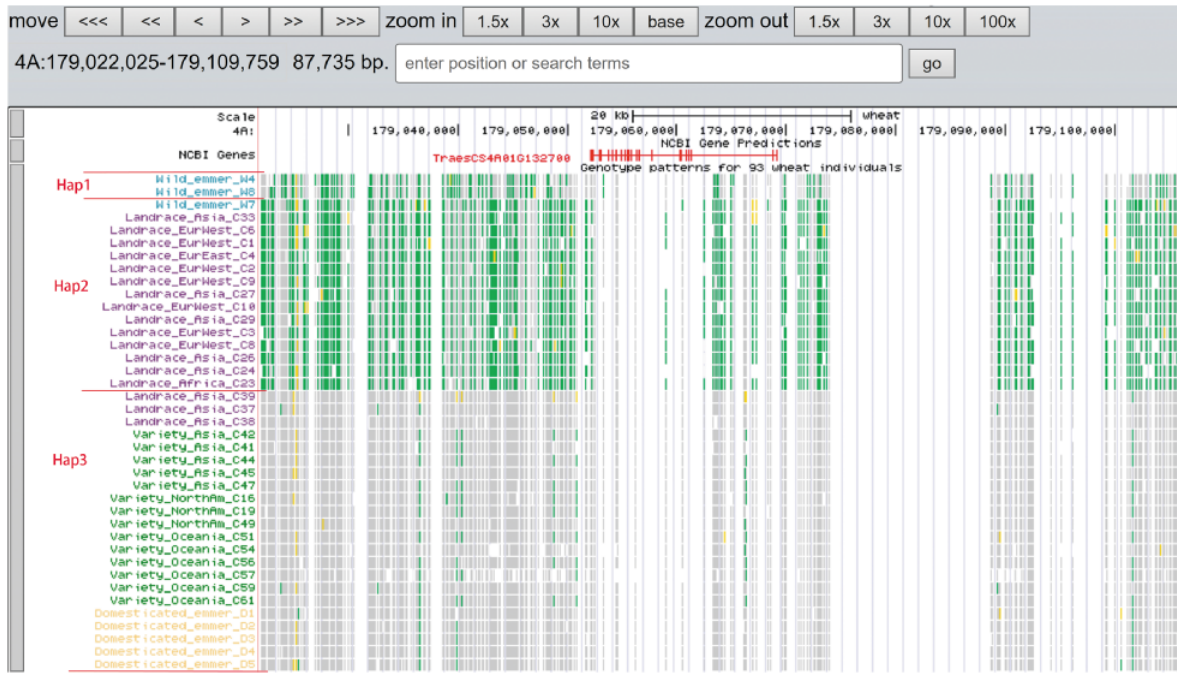 move <<< << < > >> >>> zoom in 1.5x 3x 10x base zoom out 1.5x 3x 10x 100x
4A:179,022,025-179,109,759 87,735 bp. enter position or search terms go
Scale 20 kb wheat
4A: 179,040,000 179,050,000 179,060,000 179,070,000 179,080,000 179,090,000 179,100,000
NCBI Gene Predictions
NCBI Genes TraesCS4A01G132700
Genotype patterns for 93 wheat individuals
Hap1
Wild_emmer_W4
Wild_emmer_W8
Hap2
Wild_emmer_W7
Landrace_Asia_C33
Landrace_EurWest_C6
Landrace_EurWest_C1
Landrace_EurEast_C4
Landrace_EurWest_C2
Landrace_EurWest_C9
Landrace_Asia_C27
Landrace_EurWest_C10
Landrace_Asia_C29
Landrace_EurWest_C3
Landrace_EurWest_C8
Landrace_Asia_C26
Landrace_Asia_C24
Landrace_Africa_C23
Hap3
Landrace_Asia_C39
Landrace_Asia_C37
Landrace_Asia_C38
Variety_Asia_C42
Variety_Asia_C41
Variety_Asia_C44
Variety_Asia_C45
Variety_Asia_C47
Variety_NorthAm_C16
Variety_NorthAm_C19
Variety_NorthAm_C49
Variety_Oceania_C51
Variety_Oceania_C54
Variety_Oceania_C56
Variety_Oceania_C57
Variety_Oceania_C59
Variety_Oceania_C61
Domesticated_emmer_D1
Domesticated_emmer_D2
Domesticated_emmer_D3
Domesticated_emmer_D4
Domesticated_emmer_D5